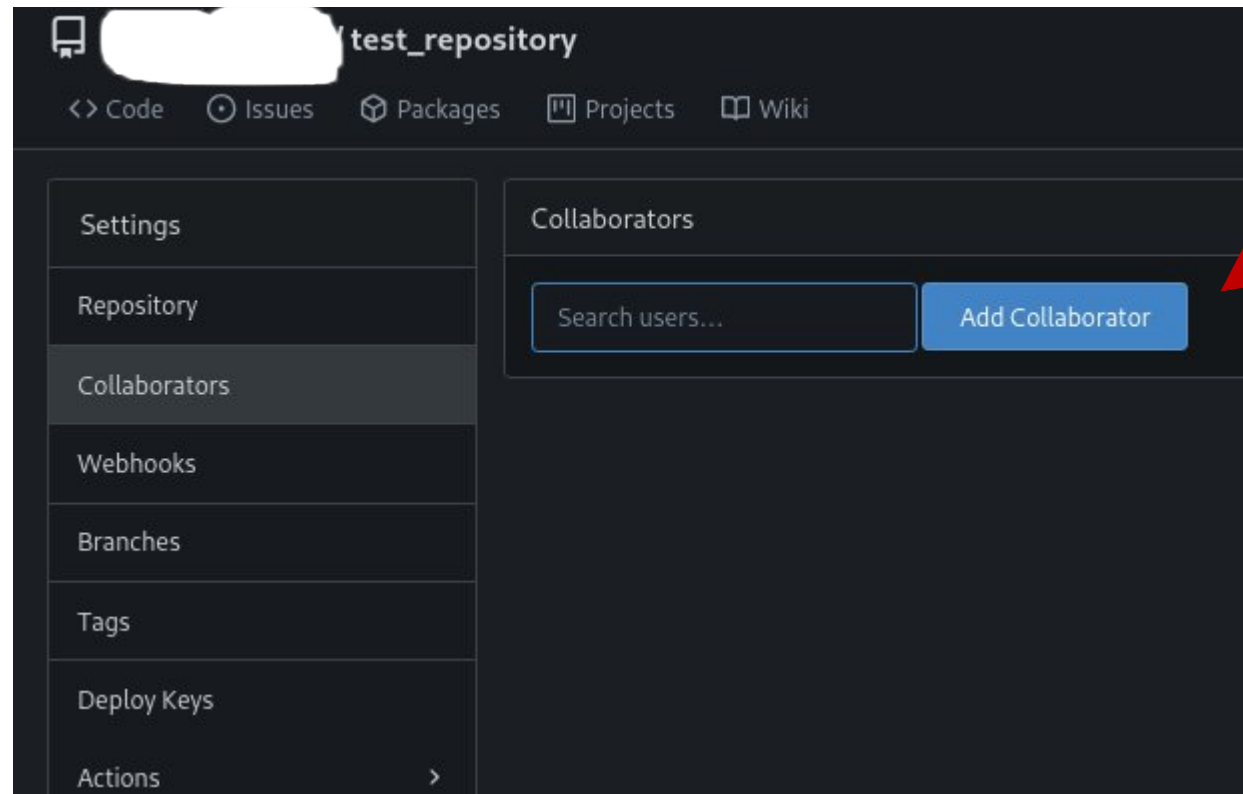 / test_repository
<> Code Issues Packages Projects Wiki
Settings
Repository
Collaborators
Webhooks
Branches
Tags
Deploy Keys
Actions
Collaborators
Search users...
Add Collaborator